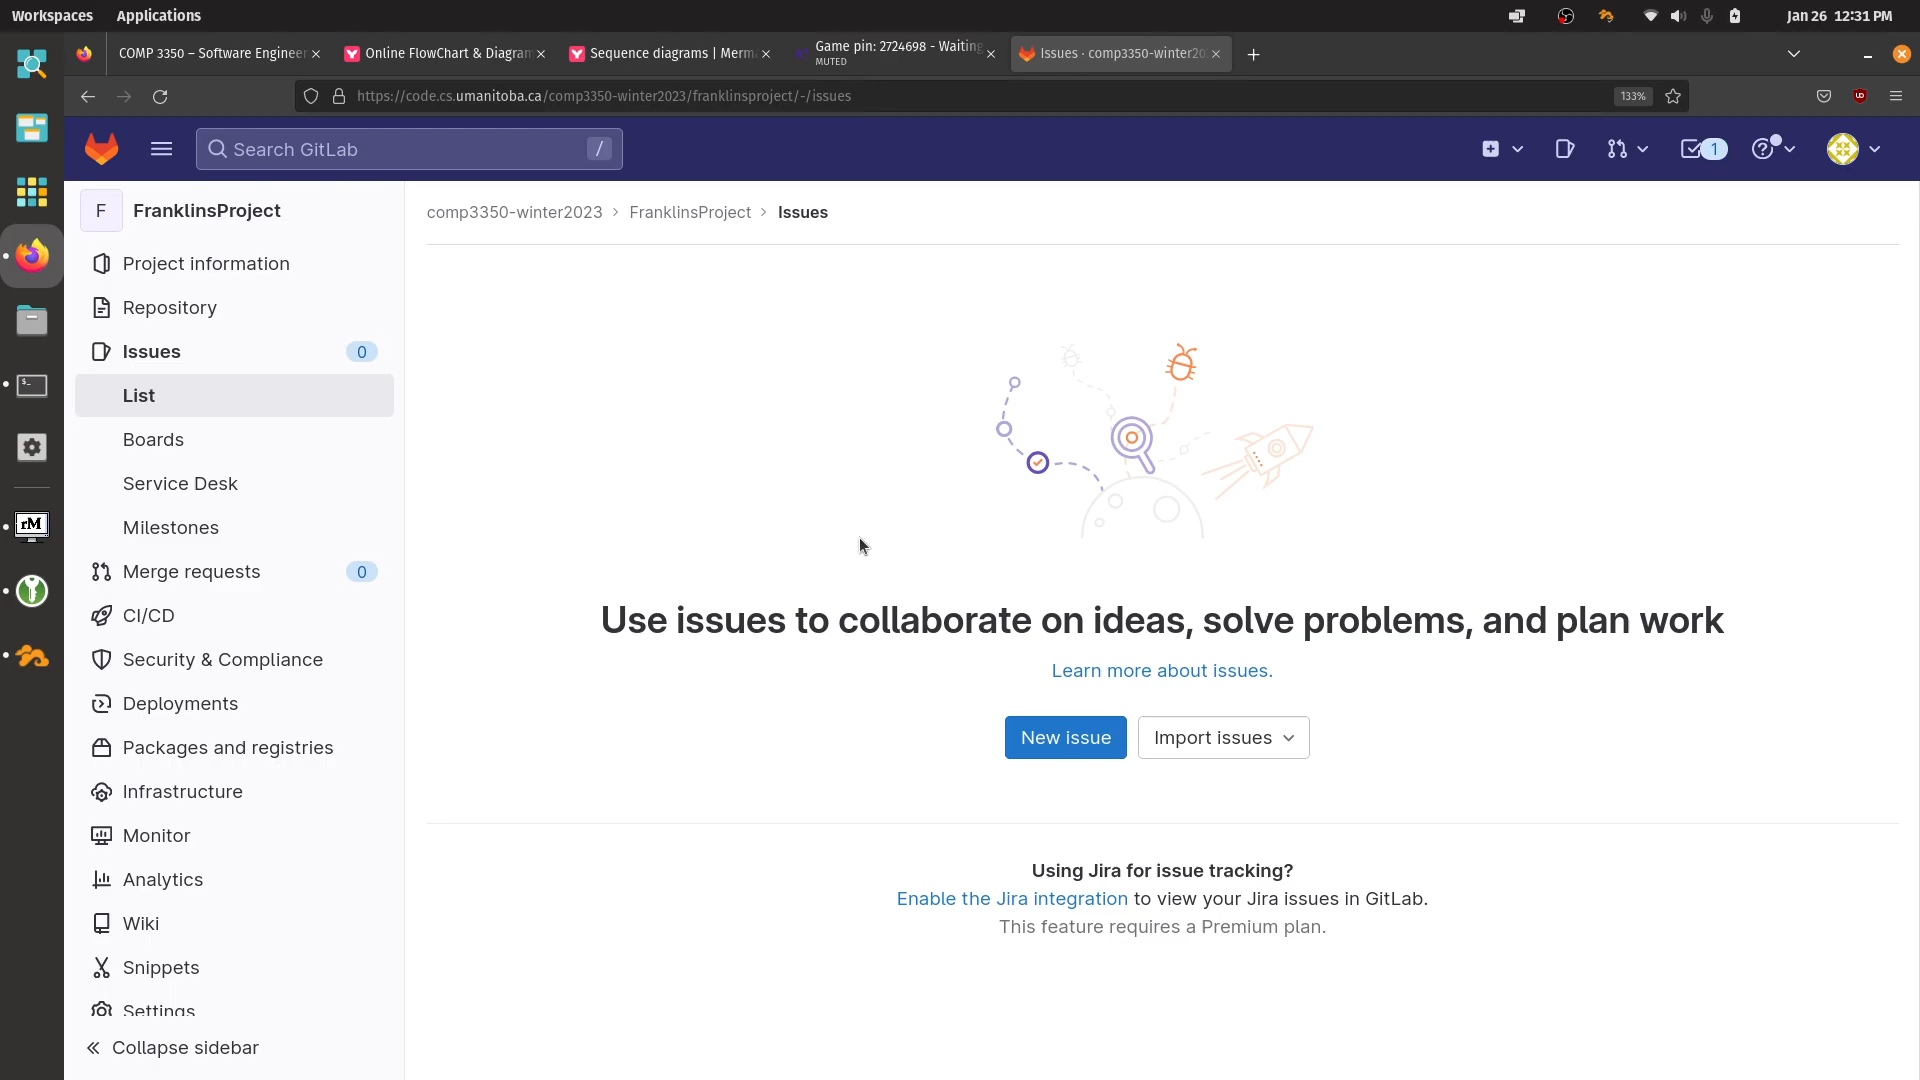 Workspaces Applications Jan 26 12:31 PM
COMP 3350 – Software Engineer
Online FlowChart & Diagram
Sequence diagrams | Merm
Game pin: 2724698 - Waiting
MUTED
Issues · comp3350-winter20
https://code.cs.umanitoba.ca/comp3350-winter2023/franklinsproject/-/issues 133%
Search GitLab /
1
F FranklinsProject
comp3350-winter2023 › FranklinsProject › Issues
Project information
Repository
Issues 0
List
Boards
Service Desk
Milestones
Merge requests 0
CI/CD
Security & Compliance
Deployments
Packages and registries
Infrastructure
Monitor
Analytics
Wiki
Snippets
Settings
Collapse sidebar
Use issues to collaborate on ideas, solve problems, and plan work
Learn more about issues.
New issue Import issues
Using Jira for issue tracking?
Enable the Jira integration to view your Jira issues in GitLab.
This feature requires a Premium plan.
rM